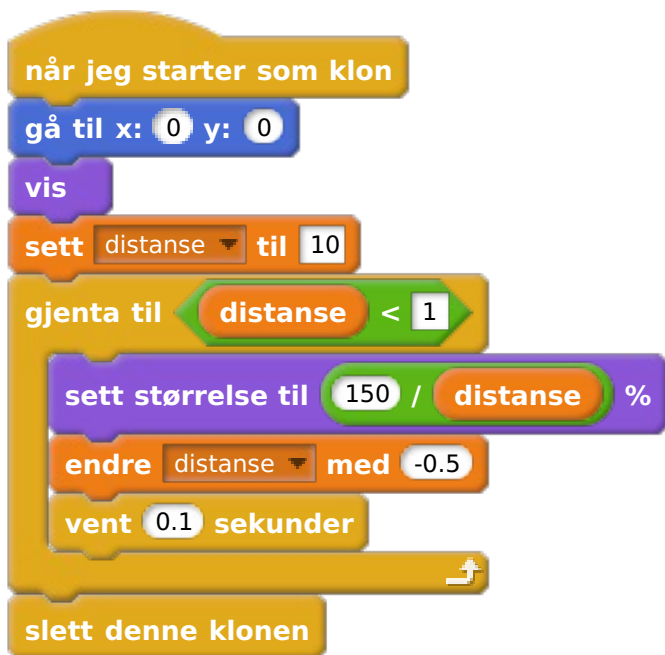 når jeg starter som klon
gå til x: 0 y: 0
vis
sett distanse til 10
gjenta til distanse < 1
sett størrelse til 150 / distanse %
endre distanse med -0.5
vent 0.1 sekunder
slett denne klonen